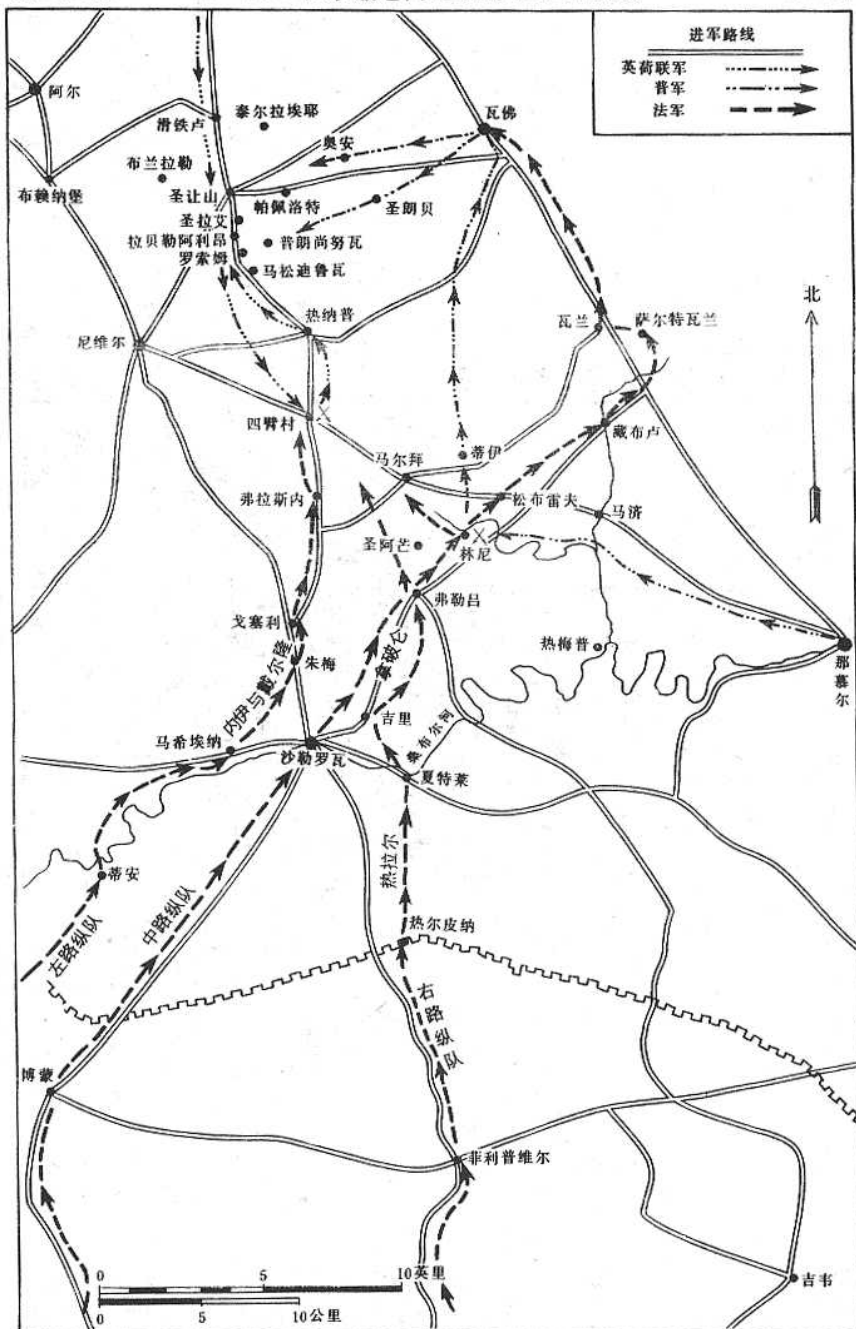 进军路线
英荷联军
普军
法军
阿尔
滑铁卢
泰尔拉埃耶
瓦佛
奥安
布兰拉勒
布赖纳堡
圣让山
帕佩洛特
圣朗贝
圣拉艾
拉贝勒阿利昂
普朗尚努瓦
罗索姆
马松迪鲁瓦
北
热纳普
瓦兰
萨尔特瓦兰
尼维尔
四臂村
藏布卢
蒂伊
马尔拜
弗拉斯内
松布雷夫
马济
圣阿芒
林尼
弗勒吕
戈塞利
热梅普
那慕尔
朱梅
内伊与戴尔隆
拿破仑
吉里
桑布尔河
马希埃纳
沙勒罗瓦
夏特莱
蒂安
热拉尔
左路纵队
中路纵队
热尔皮纳
右路纵队
博蒙
菲利普维尔
吉韦
0 5 10英里
0 5 10公里